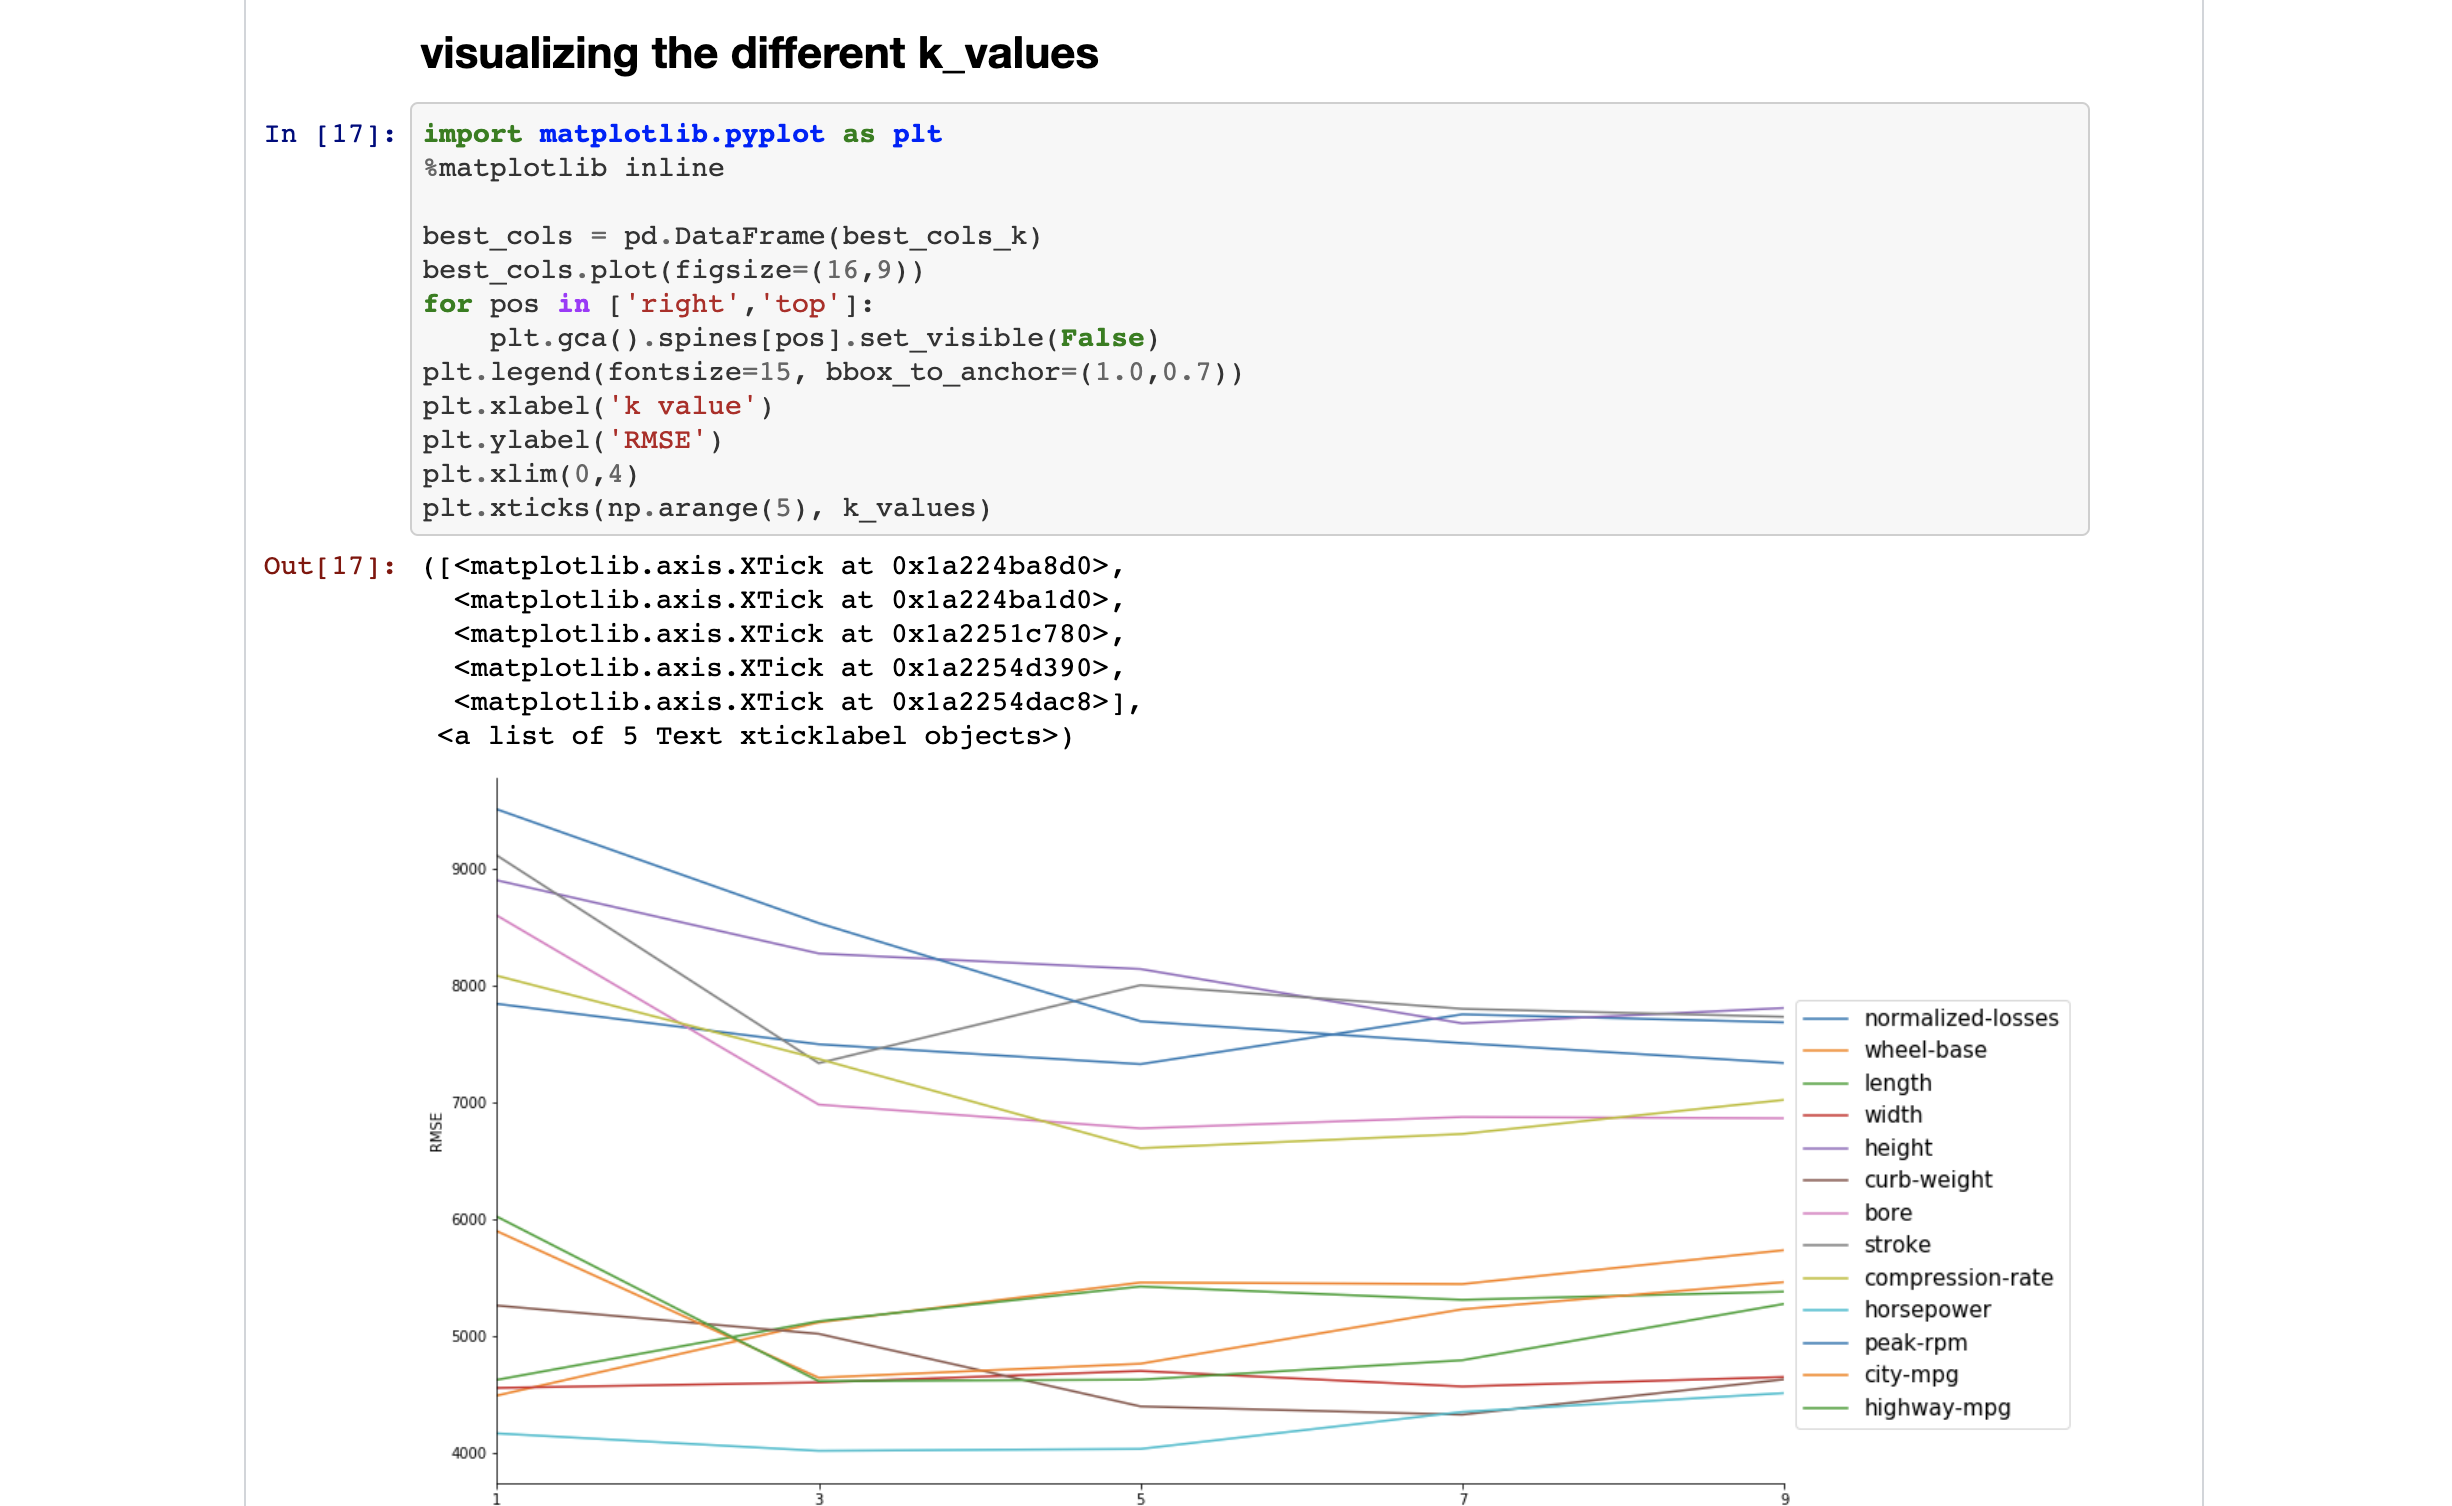 visualizing the different k_values
In [17]:
import matplotlib.pyplot as plt
%matplotlib inline
best_cols = pd.DataFrame(best_cols_k)
best_cols.plot(figsize=(16,9))
for pos in ['right','top']:
    plt.gca().spines[pos].set_visible(False)
plt.legend(fontsize=15, bbox_to_anchor=(1.0,0.7))
plt.xlabel('k value')
plt.ylabel('RMSE')
plt.xlim(0,4)
plt.xticks(np.arange(5), k_values)
Out[17]:
([<matplotlib.axis.XTick at 0x1a224ba8d0>,
  <matplotlib.axis.XTick at 0x1a224ba1d0>,
  <matplotlib.axis.XTick at 0x1a2251c780>,
  <matplotlib.axis.XTick at 0x1a2254d390>,
  <matplotlib.axis.XTick at 0x1a2254dac8>],
 <a list of 5 Text xticklabel objects>)
9000
8000
7000
RMSE
6000
5000
4000
1 3 5 7 9
normalized-losses
wheel-base
length
width
height
curb-weight
bore
stroke
compression-rate
horsepower
peak-rpm
city-mpg
highway-mpg